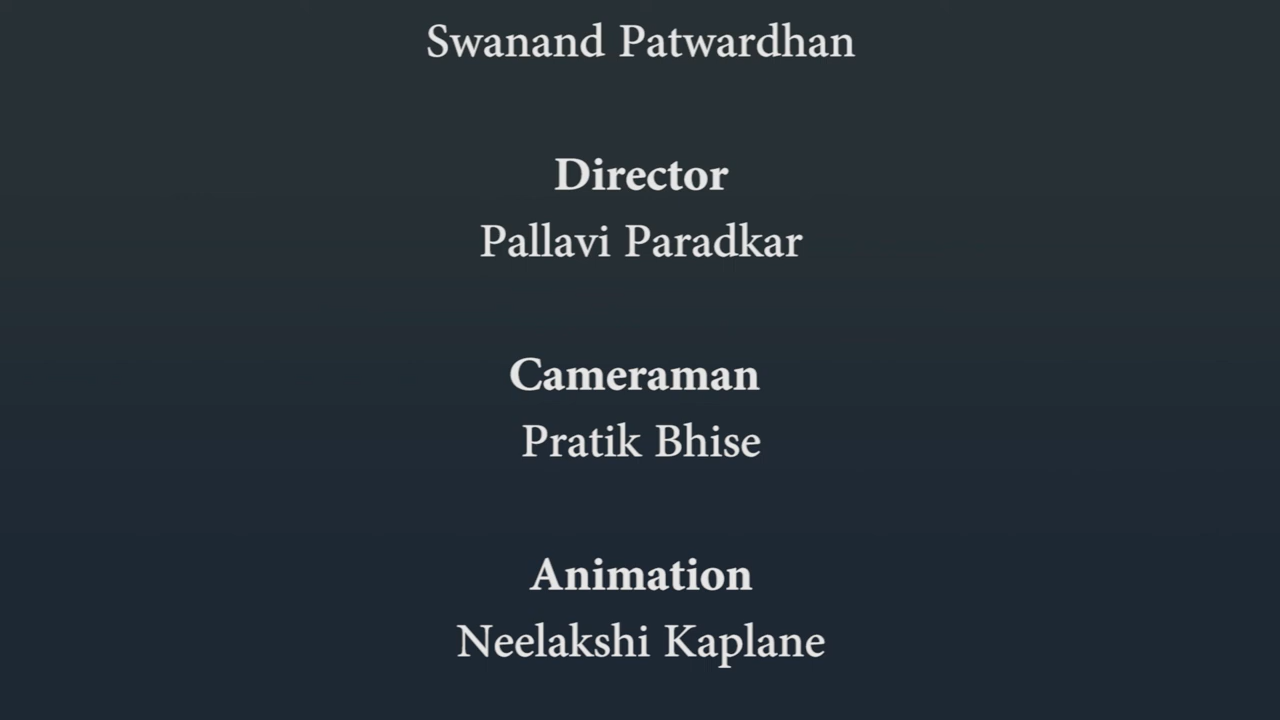 Swanand Patwardhan
Director
Pallavi Paradkar
Cameraman
Pratik Bhise
Animation
Neelakshi Kaplane